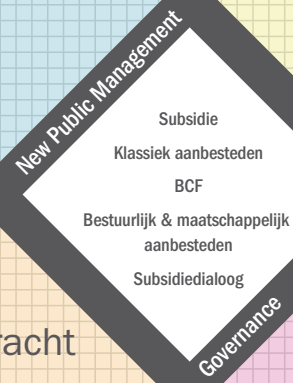 New Public Management
Subsidie
Klassiek aanbesteden
BCF
Bestuurlijk & maatschappelijk
aanbesteden
Subsidiedialoog
racht
Governance